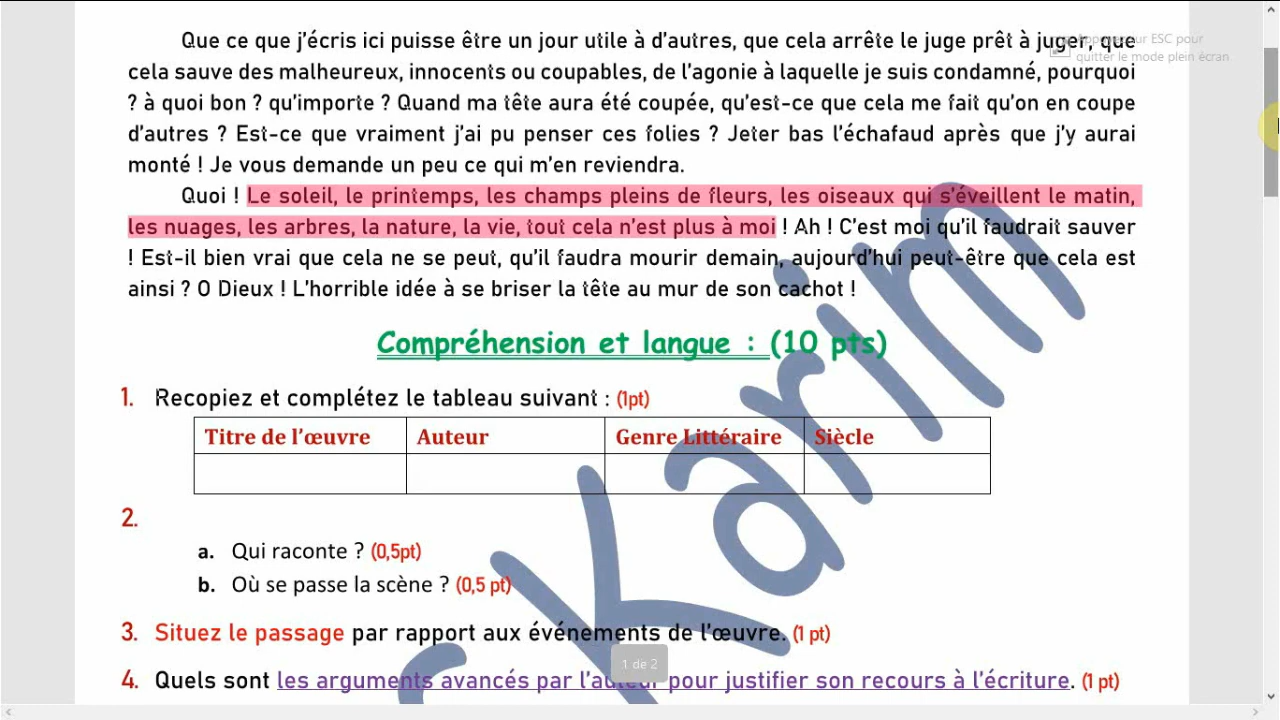 Que ce que j'écris ici puisse être un jour utile à d'autres, que cela arrête le juge prêt à juger, que
cela sauve des malheureux, innocents ou coupables, de l'agonie à laquelle je suis condamné, pourquoi
? à quoi bon ? qu'importe ? Quand ma tête aura été coupée, qu'est-ce que cela me fait qu'on en coupe
d'autres ? Est-ce que vraiment j'ai pu penser ces folies ? Jeter bas l'échafaud après que j'y aurai
monté ! Je vous demande un peu ce qui m'en reviendra.
Quoi ! Le soleil, le printemps, les champs pleins de fleurs, les oiseaux qui s'éveillent le matin,
les nuages, les arbres, la nature, la vie, tout cela n'est plus à moi ! Ah ! C'est moi qu'il faudrait sauver
! Est-il bien vrai que cela ne se peut, qu'il faudra mourir demain, aujourd'hui peut-être que cela est
ainsi ? O Dieux ! L'horrible idée à se briser la tête au mur de son cachot !
Compréhension et langue : (10 pts)
1. Recopiez et complétez le tableau suivant : (1pt)
Titre de l'œuvre Auteur Genre Littéraire Siècle
2.
a. Qui raconte ? (0,5pt)
b. Où se passe la scène ? (0,5 pt)
3. Situez le passage par rapport aux événements de l'œuvre. (1 pt)
1 de 2
4. Quels sont les arguments avancés par l'auteur pour justifier son recours à l'écriture. (1 pt)
Karim